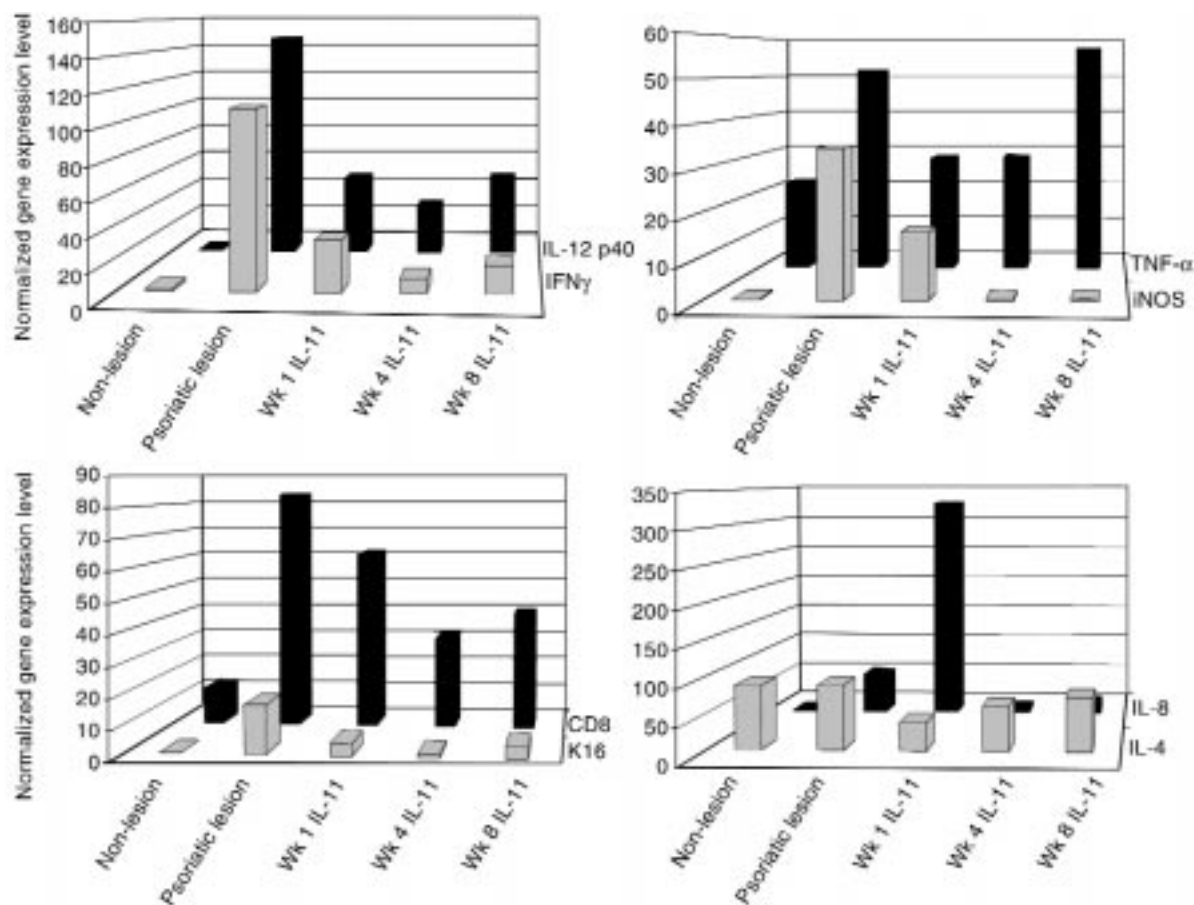 Normalized gene expression level
160
140
120
100
80
60
40
20
0
IL-12 p40
IFNγ
Non-lesion
Psoriatic lesion
Wk 1 IL-11
Wk 4 IL-11
Wk 8 IL-11
60
50
40
30
20
10
0
TNF-α
iNOS
Non-lesion
Psoriatic lesion
Wk 1 IL-11
Wk 4 IL-11
Wk 8 IL-11
Normalized gene expression level
90
80
70
60
50
40
30
20
10
0
CD8
K16
Non-lesion
Psoriatic lesion
Wk 1 IL-11
Wk 4 IL-11
Wk 8 IL-11
350
300
250
200
150
100
50
0
IL-8
IL-4
Non-lesion
Psoriatic lesion
Wk 1 IL-11
Wk 4 IL-11
Wk 8 IL-11